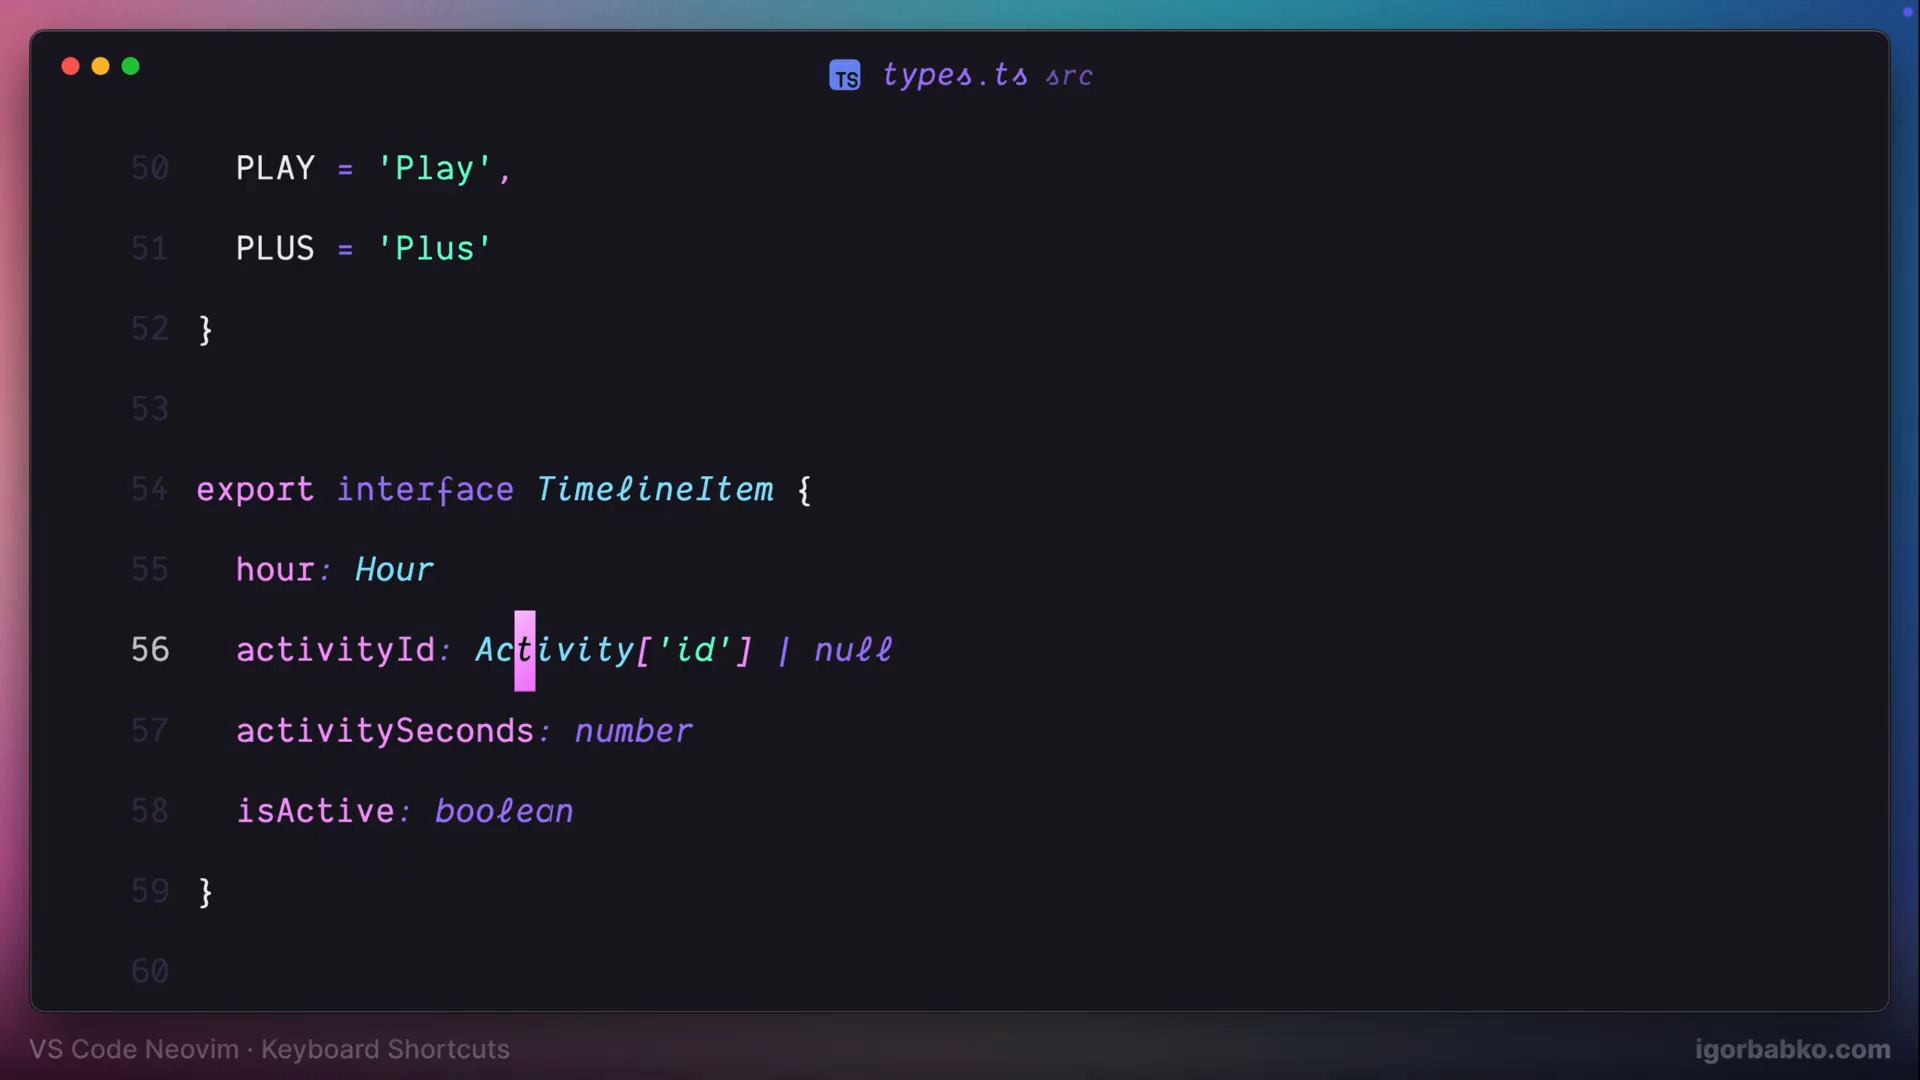 TS types.ts src
50 PLAY = 'Play',
51 PLUS = 'Plus'
52 }
53
54 export interface TimelineItem {
55 hour: Hour
56 activityId: Activity['id'] | null
57 activitySeconds: number
58 isActive: boolean
59 }
60
VS Code Neovim · Keyboard Shortcuts
igorbabko.com